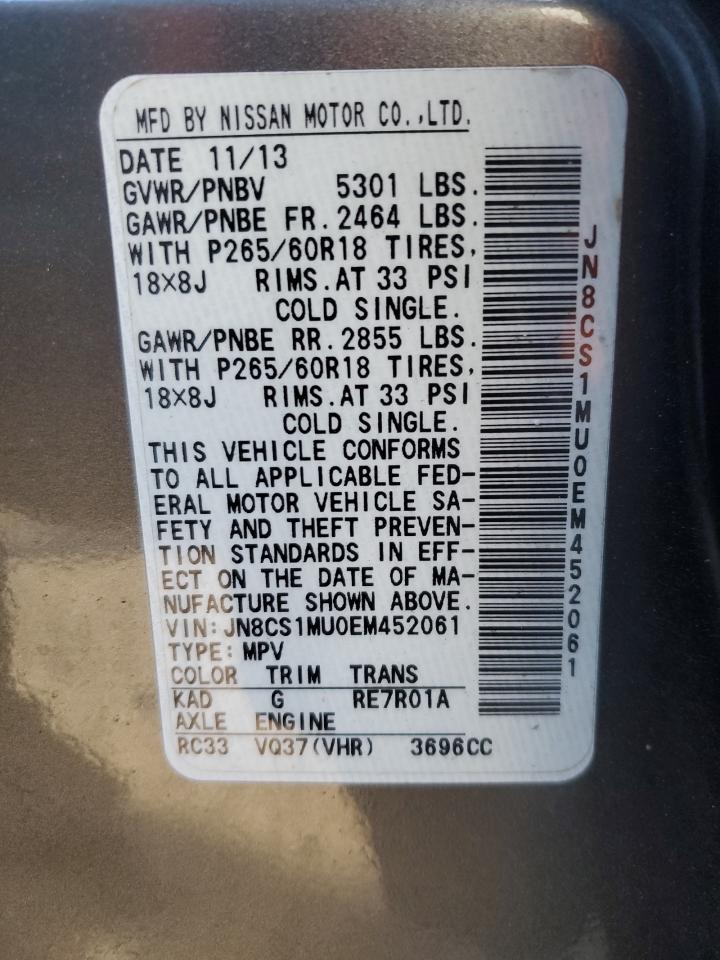 MFD BY NISSAN MOTOR CO.,LTD.
DATE 11/13
GVWR/PNBV 5301 LBS.
GAWR/PNBE FR. 2464 LBS.
WITH P265/60R18 TIRES,
18×8J RIMS. AT 33 PSI
COLD SINGLE.
GAWR/PNBE RR. 2855 LBS.
WITH P265/60R18 TIRES,
18×8J RIMS. AT 33 PSI
COLD SINGLE.
THIS VEHICLE CONFORMS
TO ALL APPLICABLE FED-
ERAL MOTOR VEHICLE SA-
FETY AND THEFT PREVEN-
TION STANDARDS IN EFF-
ECT ON THE DATE OF MA-
NUFACTURE SHOWN ABOVE.
VIN: JN8CS1MU0EM452061
TYPE: MPV
COLOR TRIM TRANS
KAD G RE7R01A
AXLE ENGINE
RC33 VQ37(VHR) 3696CC
JN8CS1MU0EM452061